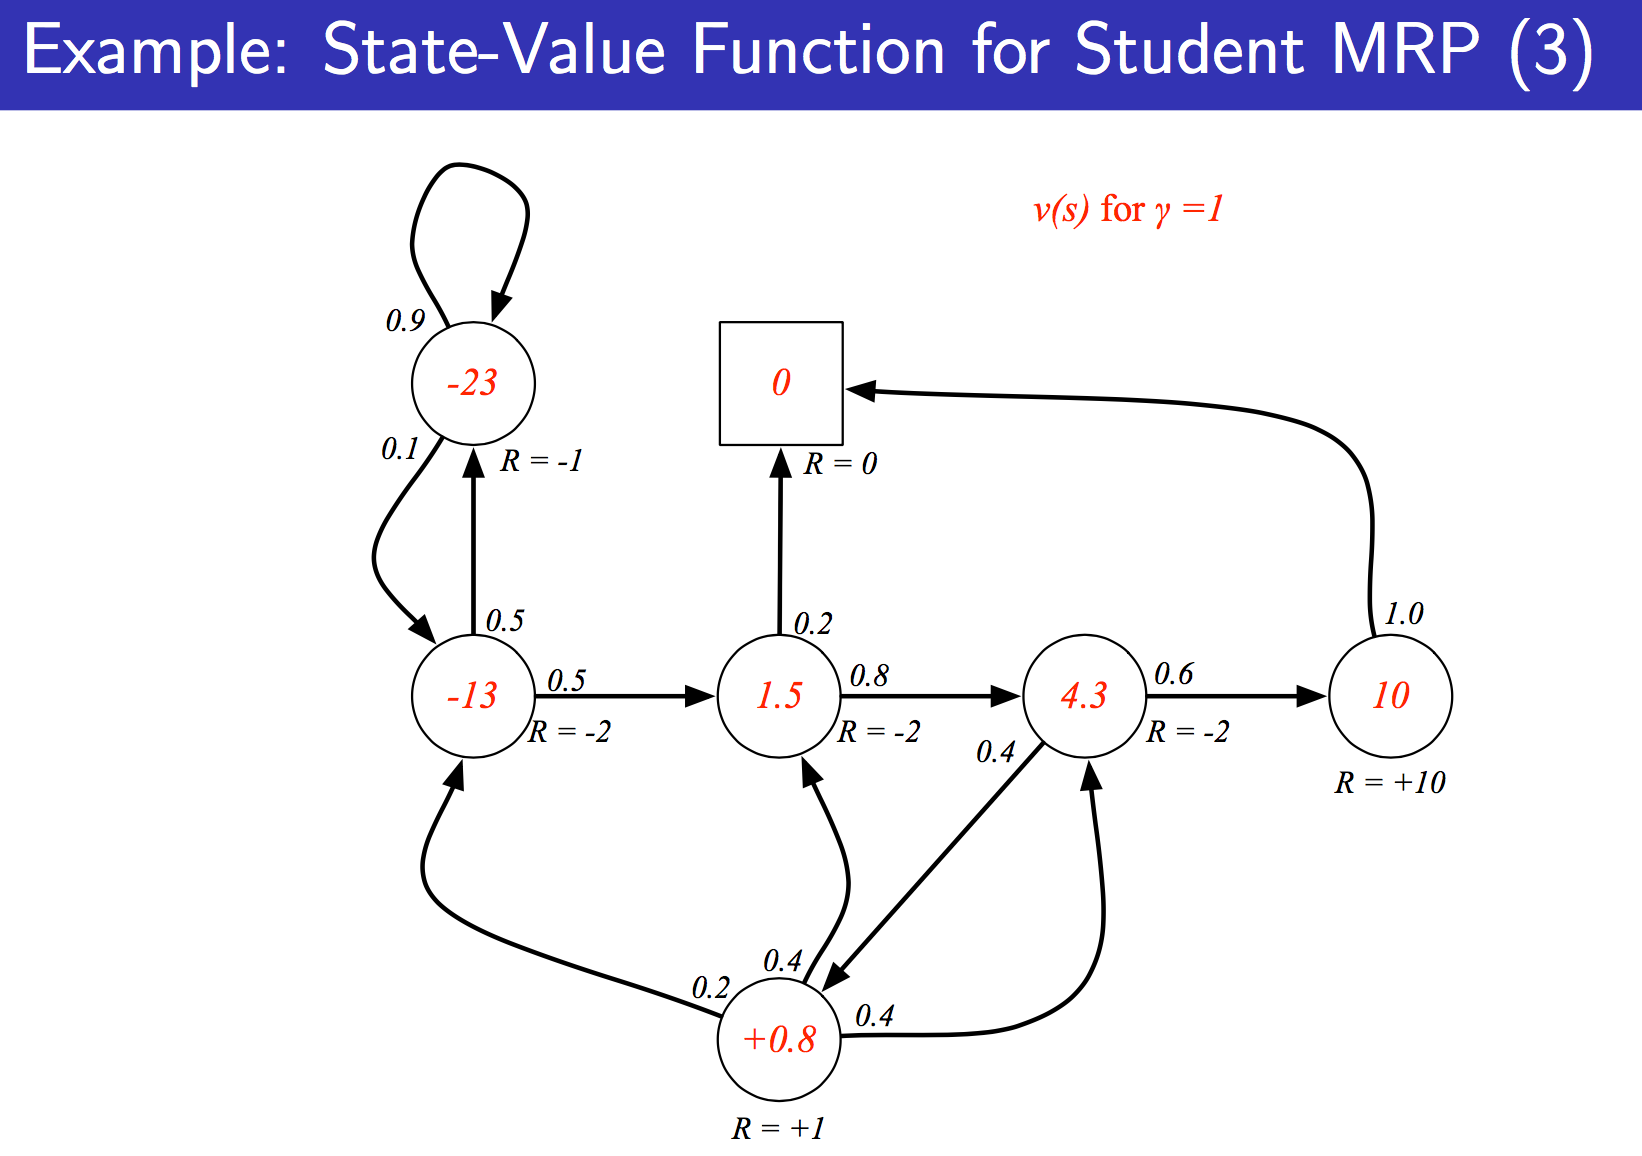 Example: State-Value Function for Student MRP (3)
v(s) for γ =1
0.9
-23
0
0.1
R = -1
R = 0
0.5
0.2
1.0
-13
0.5
R = -2
1.5
0.8
R = -2
4.3
0.6
R = -2
10
0.4
R = +10
0.4
0.2
0.4
+0.8
R = +1